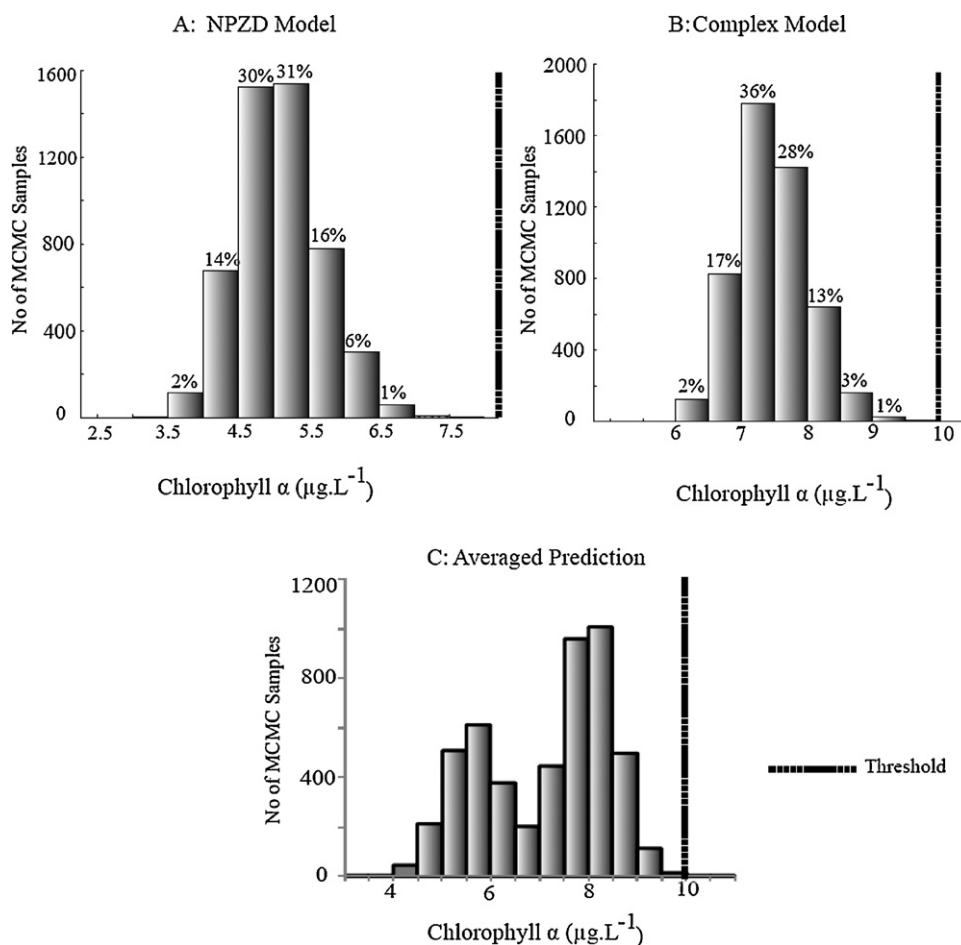 A: NPZD Model
No of MCMC Samples
1600
1200
800
400
0
2%
14%
30%
31%
16%
6%
1%
2.5 3.5 4.5 5.5 6.5 7.5
Chlorophyll α (µg.L-1)
B:Complex Model
No of MCMC Samples
2000
1600
1200
800
400
0
2%
17%
36%
28%
13%
3%
1%
6 7 8 9 10
Chlorophyll α (µg.L-1)
C: Averaged Prediction
No of MCMC Samples
1200
800
400
0
4 6 8 10
Chlorophyll α (µg.L-1)
Threshold